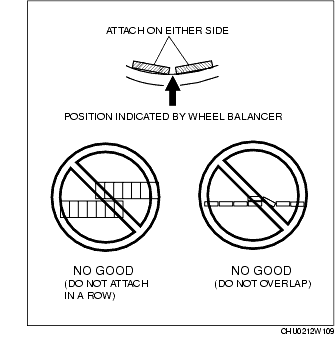 ATTACH ON EITHER SIDE
POSITION INDICATED BY WHEEL BALANCER
NO GOOD
(DO NOT ATTACH
IN A ROW)
NO GOOD
(DO NOT OVERLAP)
CHU0212W109